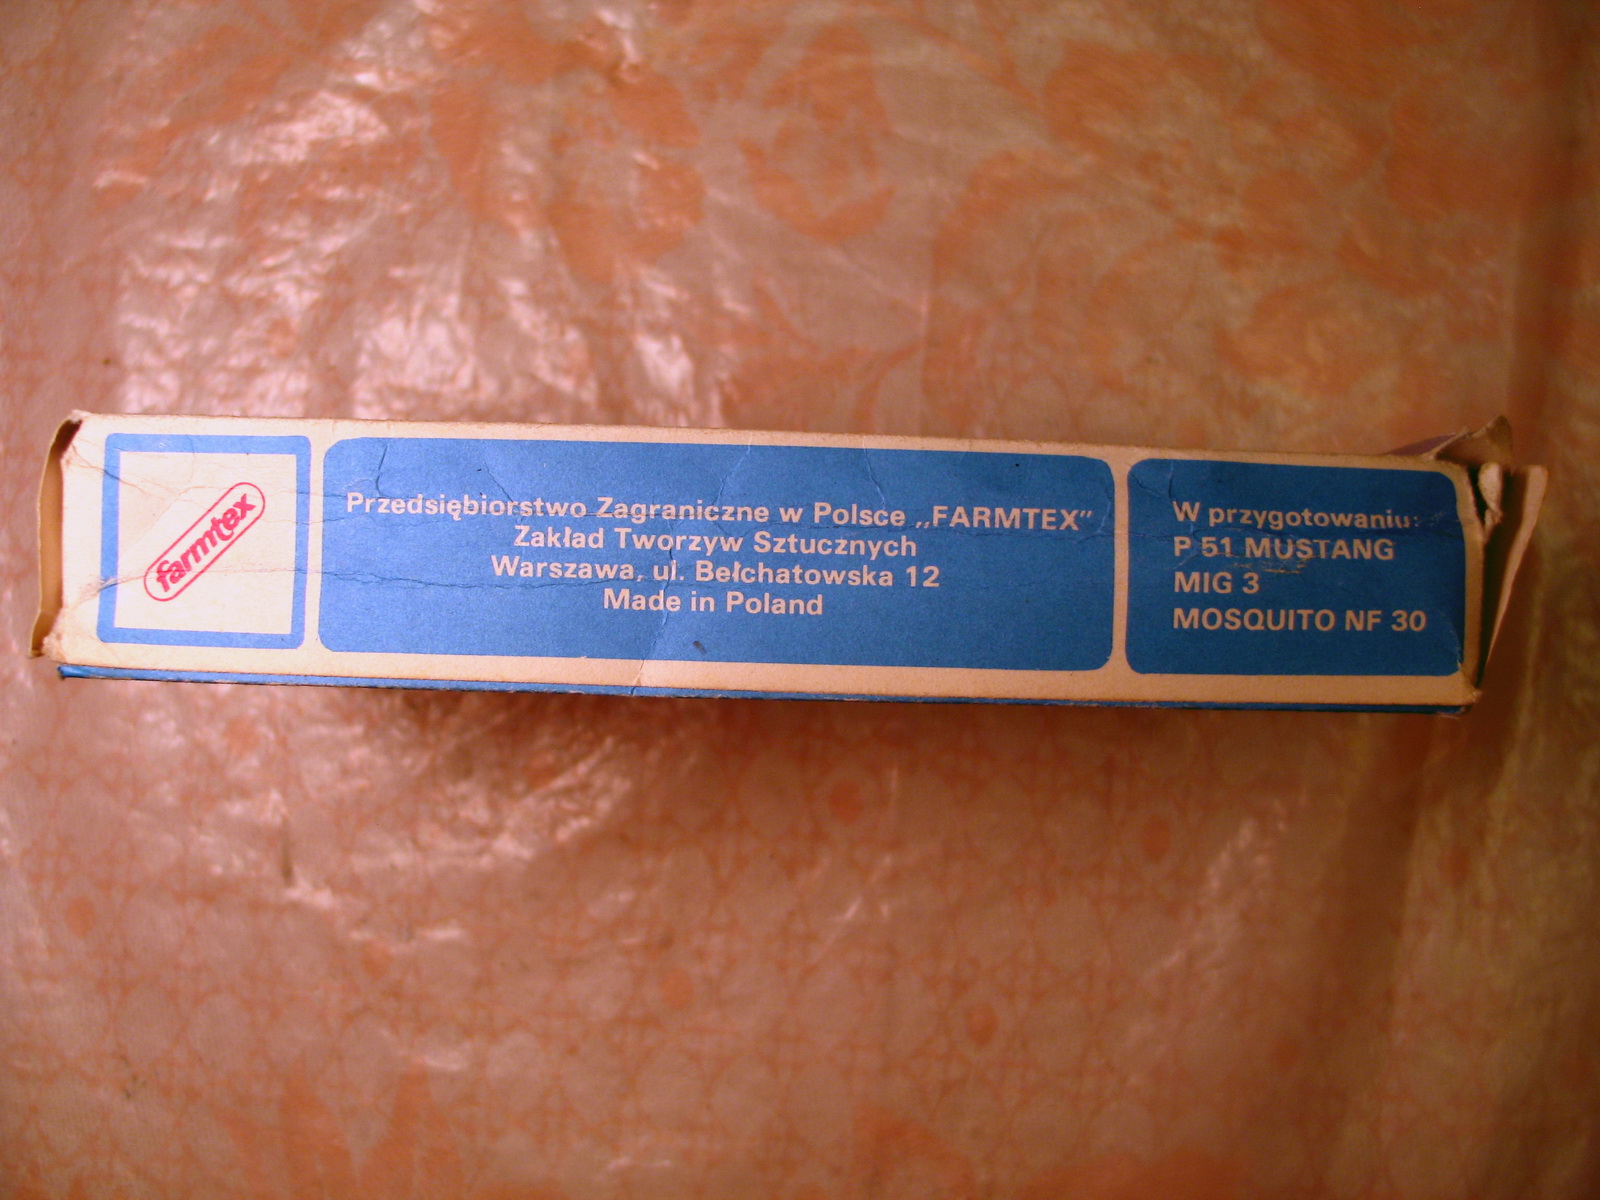 farmtex
Przedsiębiorstwo Zagraniczne w Polsce „FARMTEX”
Zakład Tworzyw Sztucznych
Warszawa, ul. Bełchatowska 12
Made in Poland
W przygotowaniu:
P 51 MUSTANG
MIG 3
MOSQUITO NF 30